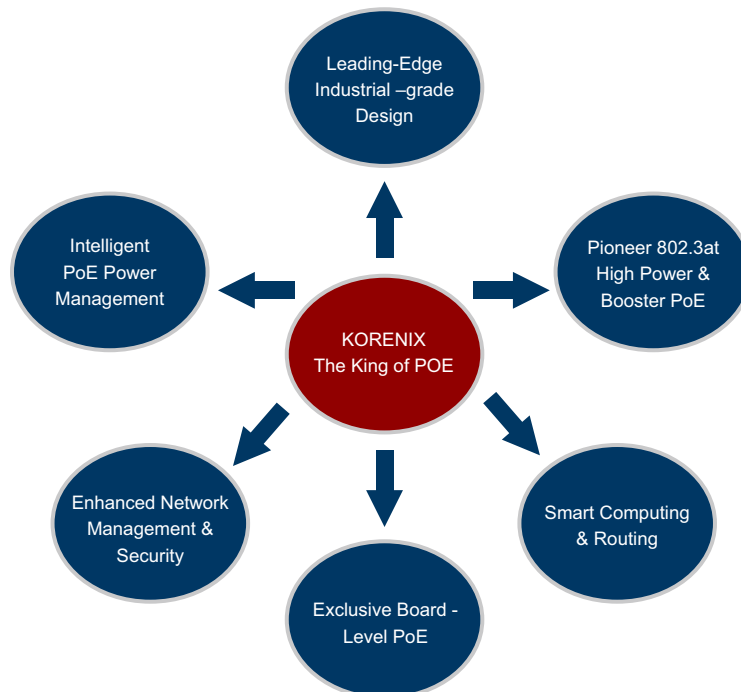 Leading-Edge
Industrial –grade
Design
Intelligent
PoE Power
Management
Pioneer 802.3at
High Power &
Booster PoE
KORENIX
The King of POE
Enhanced Network
Management &
Security
Smart Computing
& Routing
Exclusive Board -
Level PoE